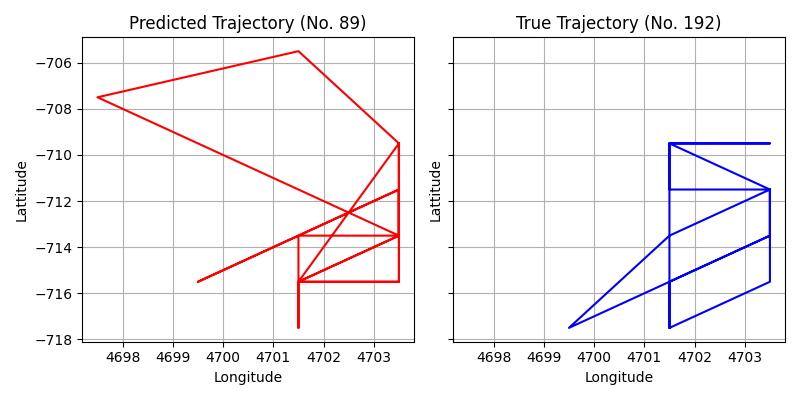 Predicted Trajectory (No. 89)
True Trajectory (No. 192)
−706
−708
−710
−712
−714
−716
−718
Lattitude
Lattitude
4698 4699 4700 4701 4702 4703
4698 4699 4700 4701 4702 4703
Longitude
Longitude